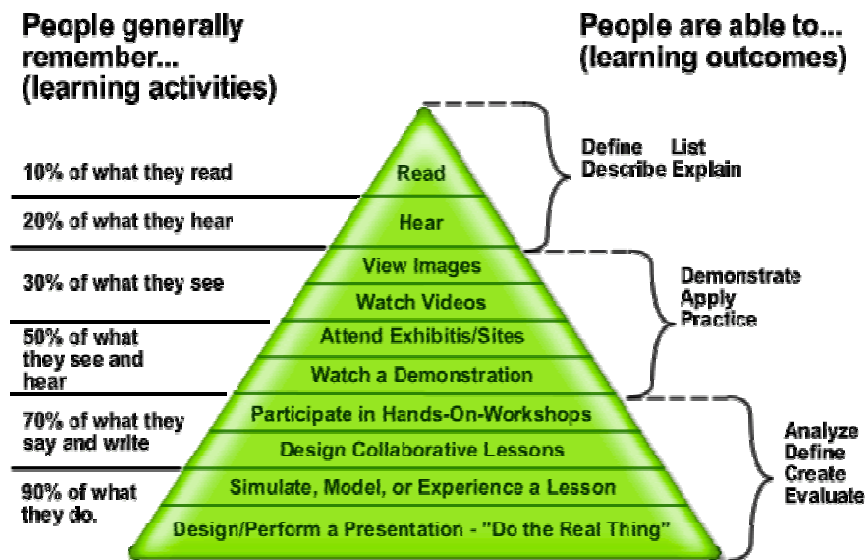 People generally
remember...
(learning activities)
People are able to...
(learning outcomes)
10% of what they read
20% of what they hear
30% of what they see
50% of what
they see and
hear
70% of what they
say and write
90% of what
they do.
Read
Hear
View Images
Watch Videos
Attend Exhibitis/Sites
Watch a Demonstration
Participate in Hands-On-Workshops
Design Collaborative Lessons
Simulate, Model, or Experience a Lesson
Design/Perform a Presentation - "Do the Real Thing"
Define List
Describe Explain
Demonstrate
Apply
Practice
Analyze
Define
Create
Evaluate